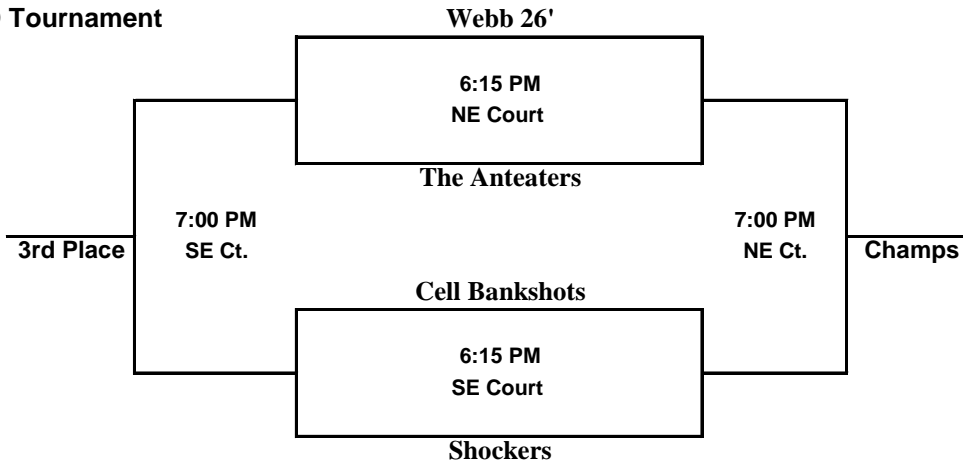 Tournament
Webb 26'
6:15 PM
NE Court
The Anteaters
7:00 PM
SE Ct.
3rd Place
7:00 PM
NE Ct.
Champs
Cell Bankshots
6:15 PM
SE Court
Shockers